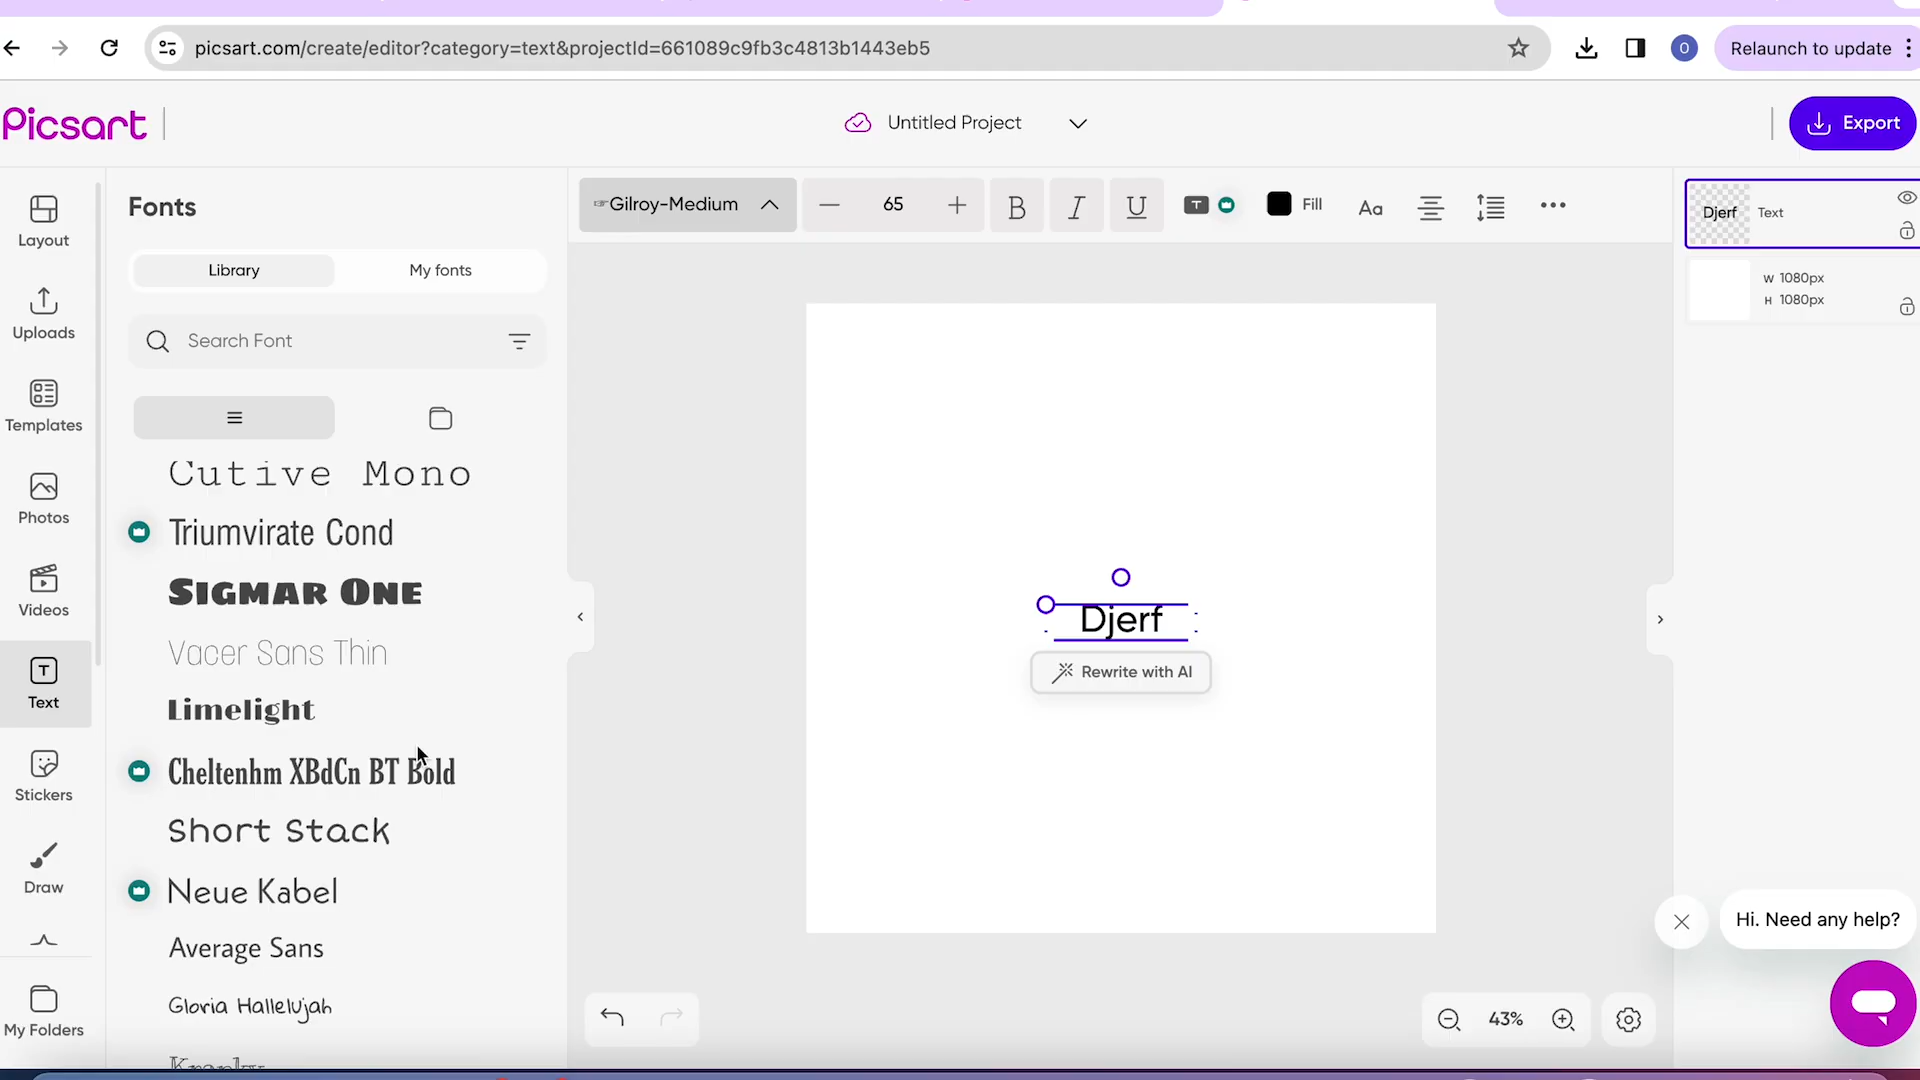 picsart.com/create/editor?category=text&projectId=661089c9fb3c4813b1443eb5
O
Relaunch to update
Picsart
Untitled Project
Export
Layout
Uploads
Templates
Photos
Videos
Text
Stickers
Draw
My Folders
Fonts
Library
My fonts
Search Font
Cutive Mono
Triumvirate Cond
Sigmar One
Vacer Sans Thin
Limelight
Cheltenhm XBdCn BT Bold
Short Stack
Neue Kabel
Average Sans
Gloria Hallelujah
☞Gilroy-Medium
65
B
I
U
T
Fill
Aa
Djerf
Rewrite with AI
43%
Djerf
Text
W 1080px
H 1080px
Hi. Need any help?